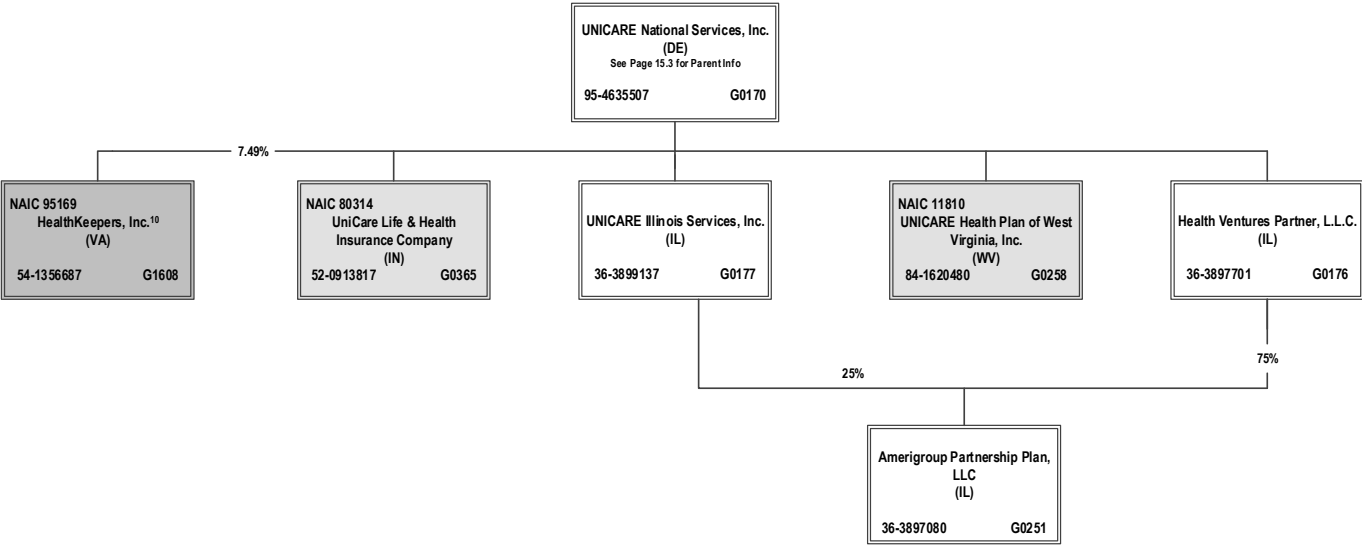 UNICARE National Services, Inc.
(DE)
See Page 15.3 for Parent Info
95-4635507 G0170
7.49%
NAIC 95169
HealthKeepers, Inc.¹⁰
(VA)
54-1356687 G1608
NAIC 80314
UniCare Life & Health
Insurance Company
(IN)
52-0913817 G0365
UNICARE Illinois Services, Inc.
(IL)
36-3899137 G0177
NAIC 11810
UNICARE Health Plan of West
Virginia, Inc.
(WV)
84-1620480 G0258
Health Ventures Partner, L.L.C.
(IL)
36-3897701 G0176
25%
75%
Amerigroup Partnership Plan,
LLC
(IL)
36-3897080 G0251